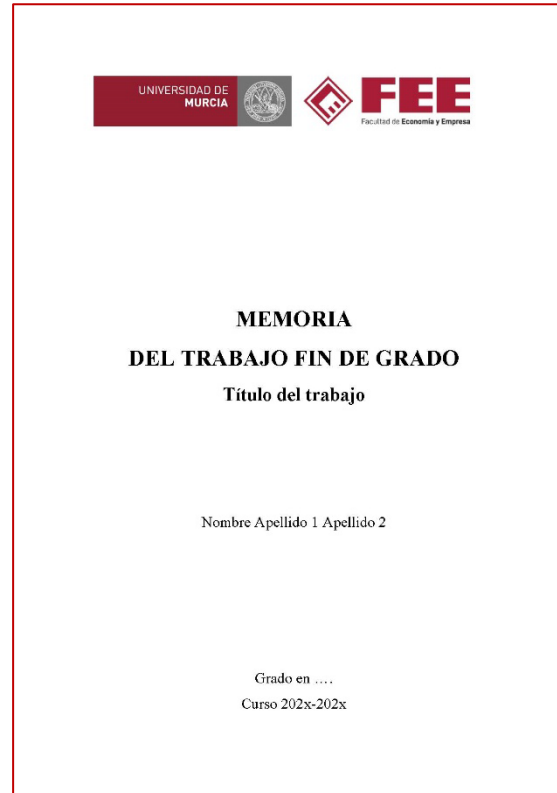 UNIVERSIDAD DE
MURCIA
FEE
Facultad de Economía y Empresa
MEMORIA
DEL TRABAJO FIN DE GRADO
Título del trabajo
Nombre Apellido 1 Apellido 2
Grado en ….
Curso 202x-202x